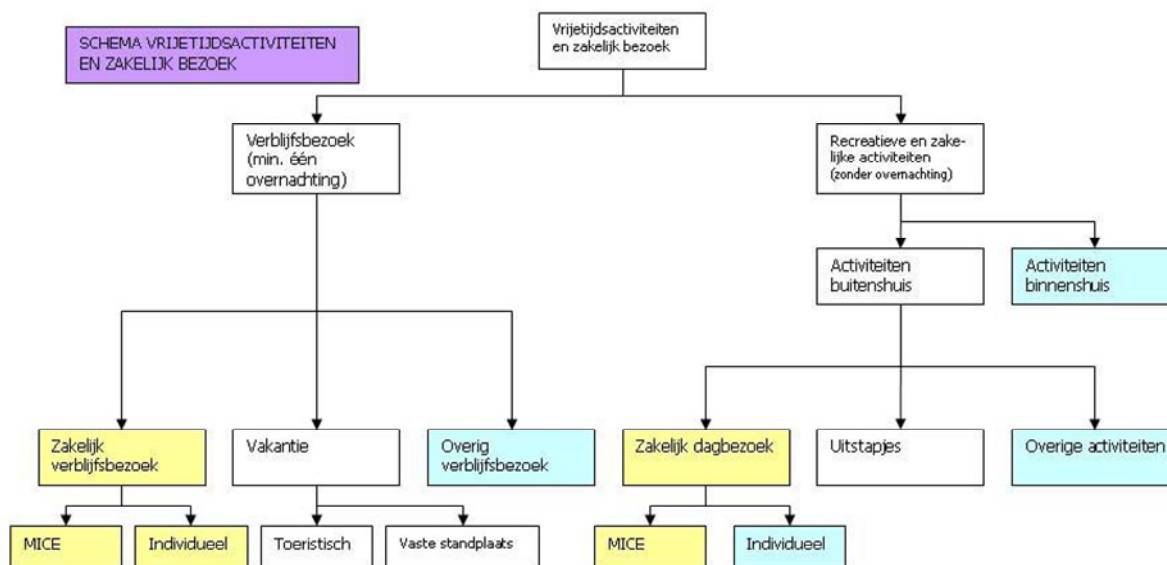 SCHEMA VRIJETIJDSACTIVITEITEN
EN ZAKELIJK BEZOEK
Vrijetijdsactiviteiten
en zakelijk bezoek
Verblijfsbezoek
(min. één
overnachting)
Recreatieve en zake-
lijke activiteiten
(zonder overnachting)
Activiteiten
buitenshuis
Activiteiten
binnenshuis
Zakelijk
verblijfsbezoek
Vakantie
Overig
verblijfsbezoek
Zakelijk dagbezoek
Uitstapjes
Overige activiteiten
MICE
Individueel
Toeristisch
Vaste standplaats
MICE
Individueel